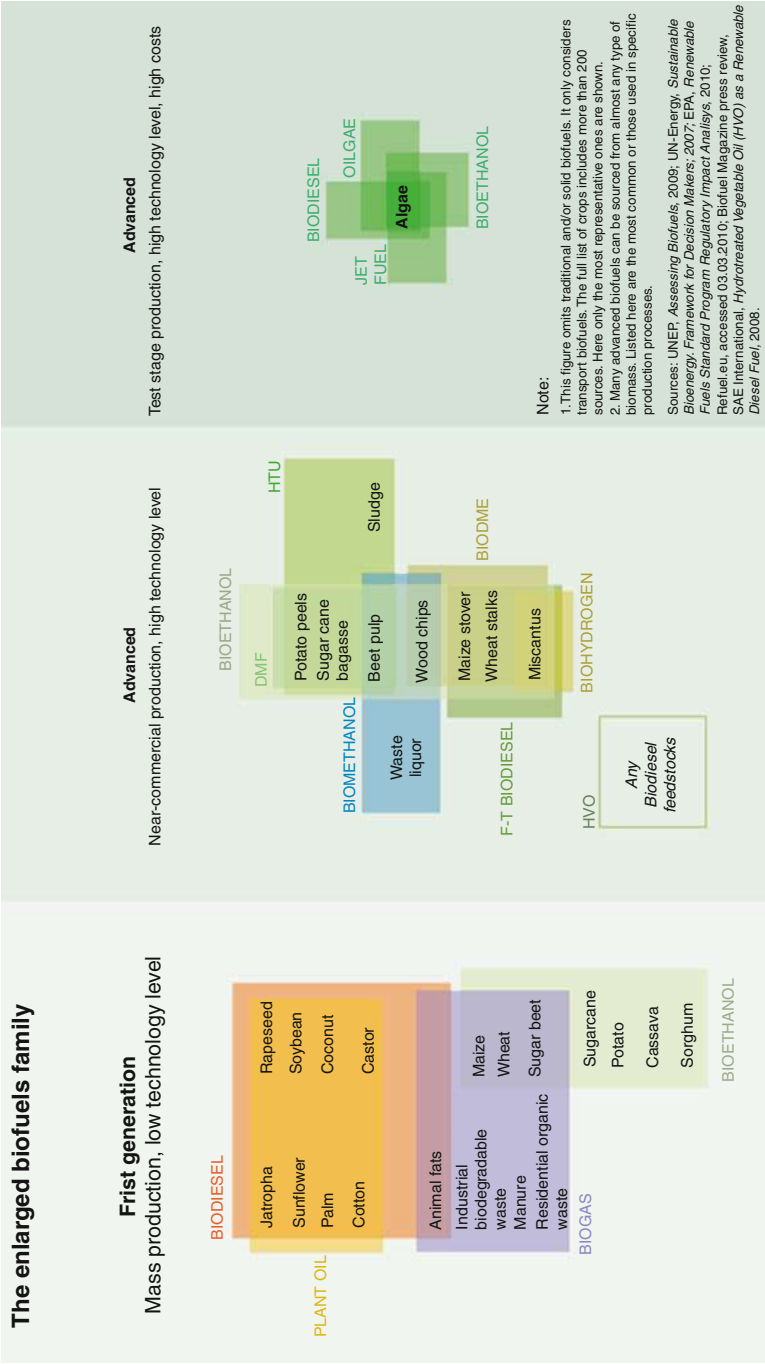 The enlarged biofuels family
Frist generation
Mass production, low technology level
BIODIESEL
PLANT OIL
Jatropha
Rapeseed
Sunflower
Soybean
Palm
Coconut
Cotton
Castor
Animal fats
Industrial
biodegradable
waste
Manure
Residential organic
waste
Maize
Wheat
Sugar beet
BIOGAS
Sugarcane
Potato
Cassava
Sorghum
BIOETHANOL
Advanced
Near-commercial production, high technology level
BIOETHANOL
DMF
HTU
Potato peels
Sugar cane
bagasse
BIOMETHANOL
Beet pulp
Sludge
Waste
liquor
Wood chips
BIODME
Maize stover
Wheat stalks
F-T BIODIESEL
Miscantus
BIOHYDROGEN
HVO
Any
Biodiesel
feedstocks
Advanced
Test stage production, high technology level, high costs
BIODIESEL
OILGAE
JET
FUEL
Algae
BIOETHANOL
Note:
1.This figure omits traditional and/or solid biofuels. It only considers
transport biofuels. The full list of crops includes more than 200
sources. Here only the most representative ones are shown.
2. Many advanced biofuels can be sourced from almost any type of
biomass. Listed here are the most common or those used in specific
production processes.
Sources: UNEP, Assessing Biofuels, 2009; UN-Energy, Sustainable
Bioenergy. Framework for Decision Makers; 2007; EPA, Renewable
Fuels Standard Program Regulatory Impact Analisys, 2010;
Refuel.eu, accessed 03.03.2010; Biofuel Magazine press review,
SAE International, Hydrotreated Vegetable Oil (HVO) as a Renewable
Diesel Fuel, 2008.